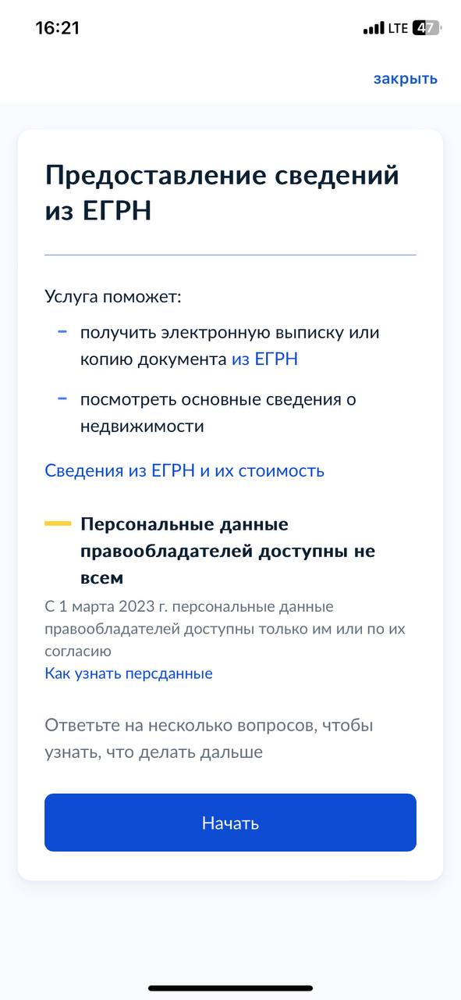 16:21
LTE 47
закрыть
Предоставление сведений
из ЕГРН
Услуга поможет:
– получить электронную выписку или
копию документа из ЕГРН
– посмотреть основные сведения о
недвижимости
Сведения из ЕГРН и их стоимость
Персональные данные
правообладателей доступны не
всем
С 1 марта 2023 г. персональные данные
правообладателей доступны только им или по их
согласию
Как узнать персданные
Ответьте на несколько вопросов, чтобы
узнать, что делать дальше
Начать